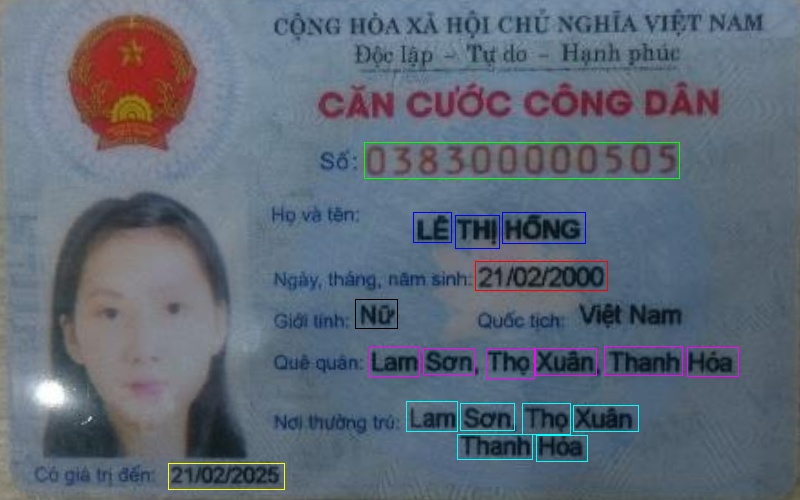 CỘNG HÒA XÃ HỘI CHỦ NGHĨA VIỆT NAM
Độc lập - Tự do - Hạnh phúc
CĂN CƯỚC CÔNG DÂN
Số: 038300000505
Họ và tên: LÊ THỊ HỒNG
Ngày, tháng, năm sinh: 21/02/2000
Giới tính: Nữ Quốc tịch: Việt Nam
Quê quán: Lam Sơn, Thọ Xuân, Thanh Hóa
Nơi thường trú: Lam Sơn, Thọ Xuân
Thanh Hóa
Có giá trị đến: 21/02/2025